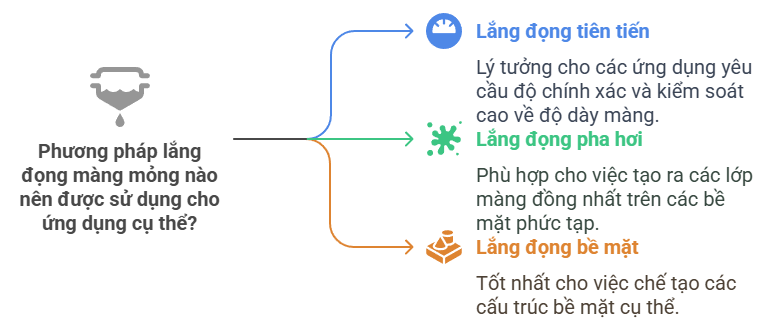 Phương pháp lắng
đọng màng mỏng nào
nên được sử dụng cho
ứng dụng cụ thể?
Lắng đọng tiên tiến
Lý tưởng cho các ứng dụng yêu
cầu độ chính xác và kiểm soát
cao về độ dày màng.
Lắng đọng pha hơi
Phù hợp cho việc tạo ra các lớp
màng đồng nhất trên các bề
mặt phức tạp.
Lắng đọng bề mặt
Tốt nhất cho việc chế tạo các
cấu trúc bề mặt cụ thể.